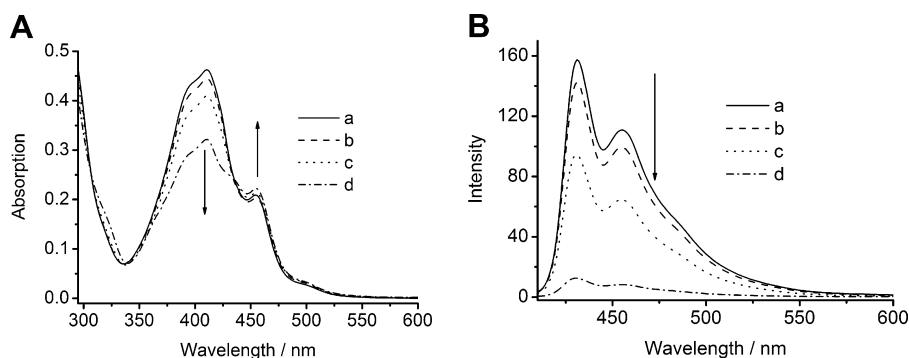 A
B
0.5
0.4
0.3
0.2
0.1
0.0
Absorption
300 350 400 450 500 550 600
Wavelength / nm
a
b
c
d
160
120
80
40
0
Intensity
450 500 550 600
Wavelength / nm
a
b
c
d